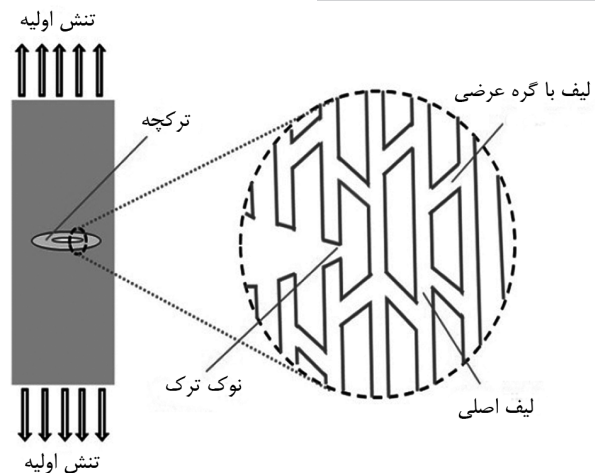 تنش اولیه
ترکچه
لیف با گره عرضی
نوک ترک
لیف اصلی
تنش اولیه